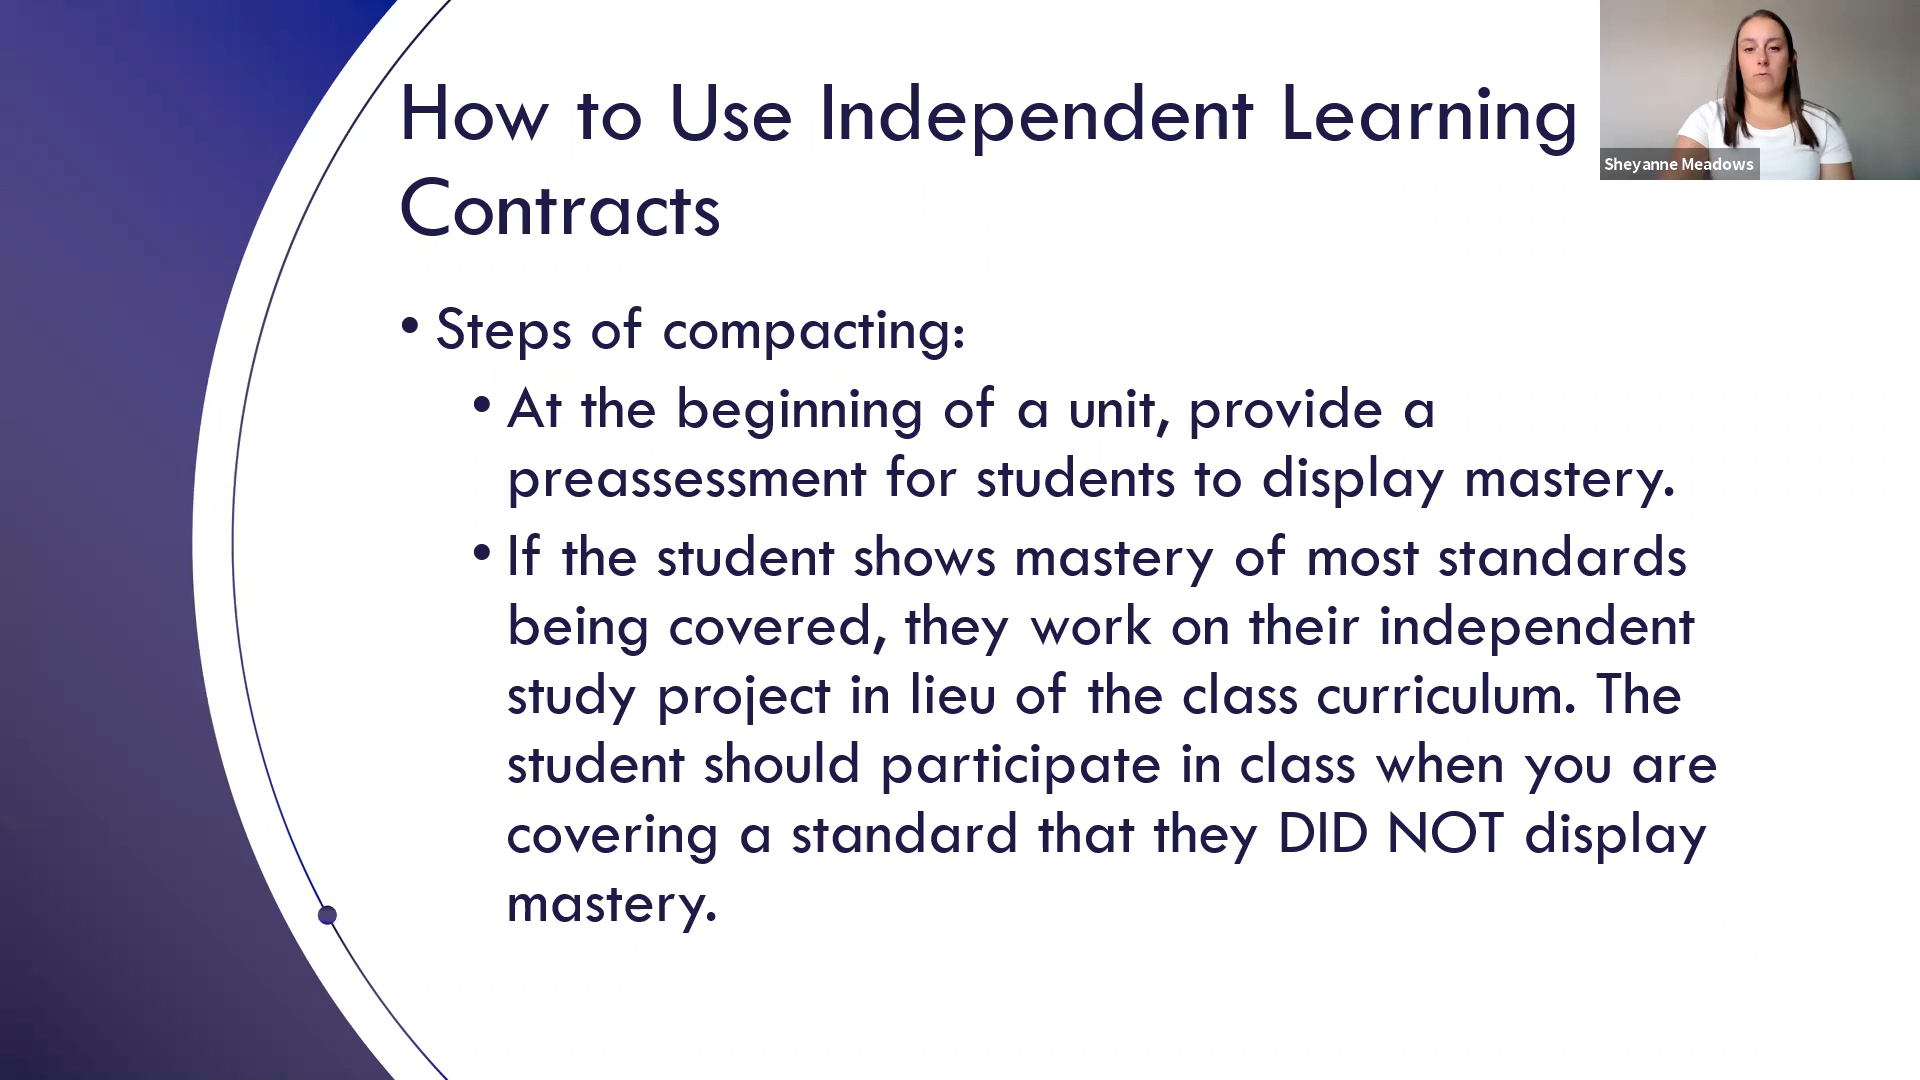 How to Use Independent Learning
Contracts
Sheyanne Meadows
• Steps of compacting:
• At the beginning of a unit, provide a
preassessment for students to display mastery.
• If the student shows mastery of most standards
being covered, they work on their independent
study project in lieu of the class curriculum. The
student should participate in class when you are
covering a standard that they DID NOT display
mastery.